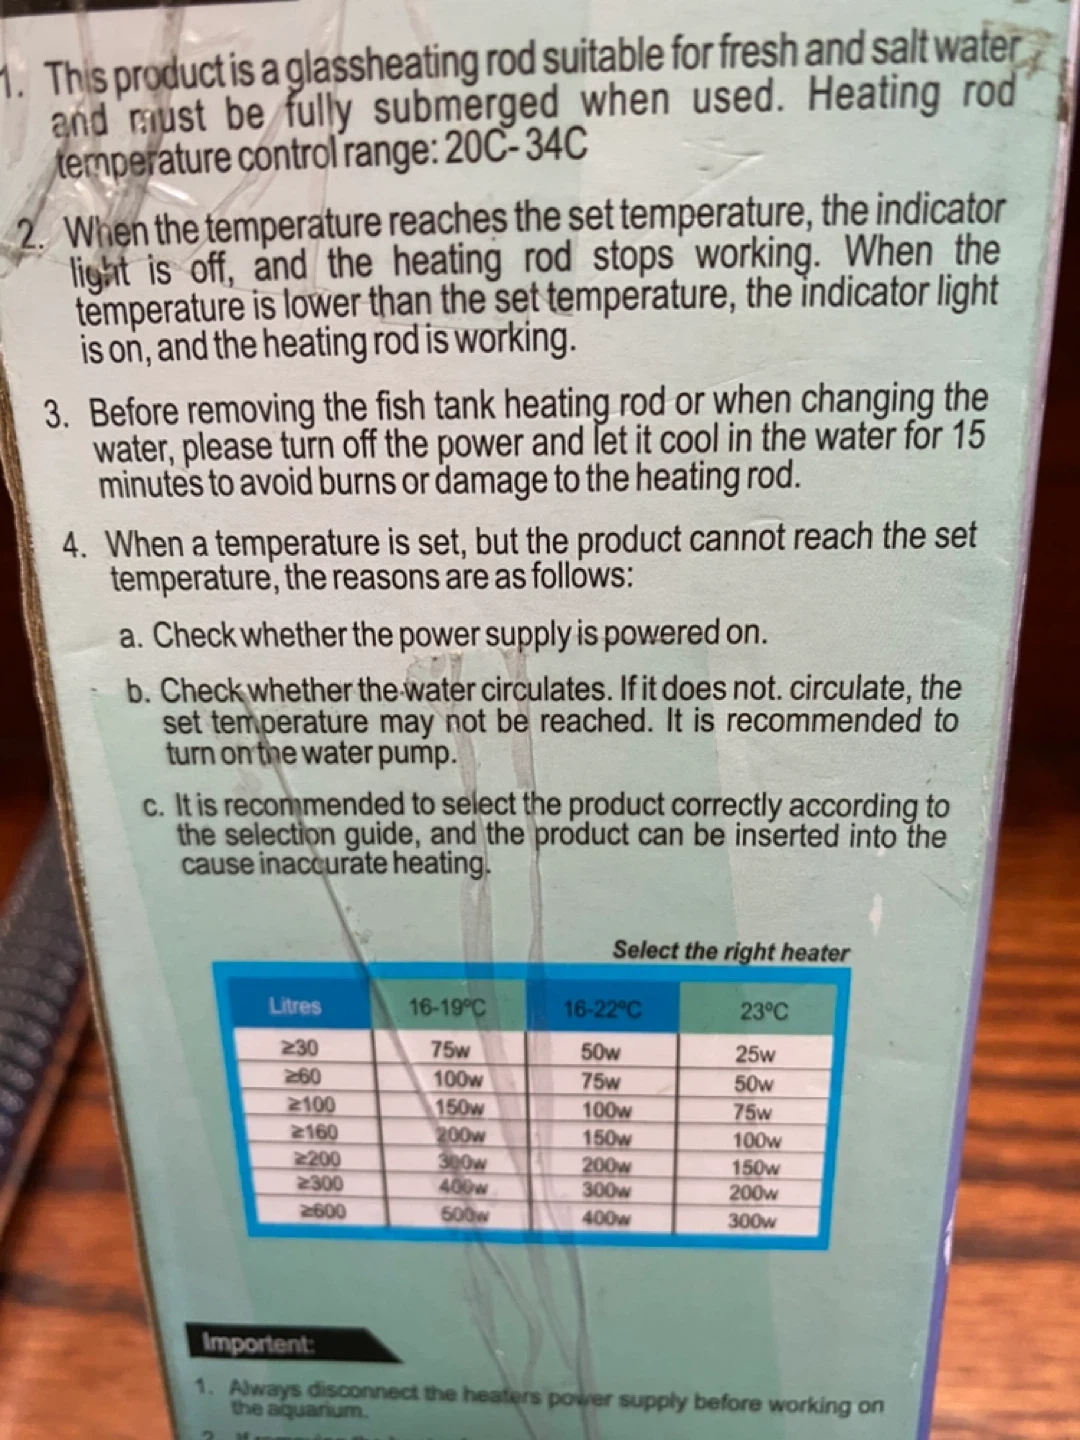 1. This product is a glassheating rod suitable for fresh and salt water
and must be fully submerged when used. Heating rod
temperature control range: 20C-34C
2. When the temperature reaches the set temperature, the indicator
light is off, and the heating rod stops working. When the
temperature is lower than the set temperature, the indicator light
is on, and the heating rod is working.
3. Before removing the fish tank heating rod or when changing the
water, please turn off the power and let it cool in the water for 15
minutes to avoid burns or damage to the heating rod.
4. When a temperature is set, but the product cannot reach the set
temperature, the reasons are as follows:
a. Check whether the power supply is powered on.
b. Check whether the water circulates. If it does not. circulate, the
set temperature may not be reached. It is recommended to
turn on the water pump.
c. It is recommended to select the product correctly according to
the selection guide, and the product can be inserted into the
cause inaccurate heating.
Select the right heater
Litres 16-19°C 16-22°C 23°C
≥30 75w 50w 25w
≥60 100w 75w 50w
≥100 150w 100w 75w
≥160 200w 150w 100w
≥200 300w 200w 150w
≥300 400w 300w 200w
≥600 500w 400w 300w
Importent:
1. Always disconnect the heaters power supply before working on
the aquarium.
2.